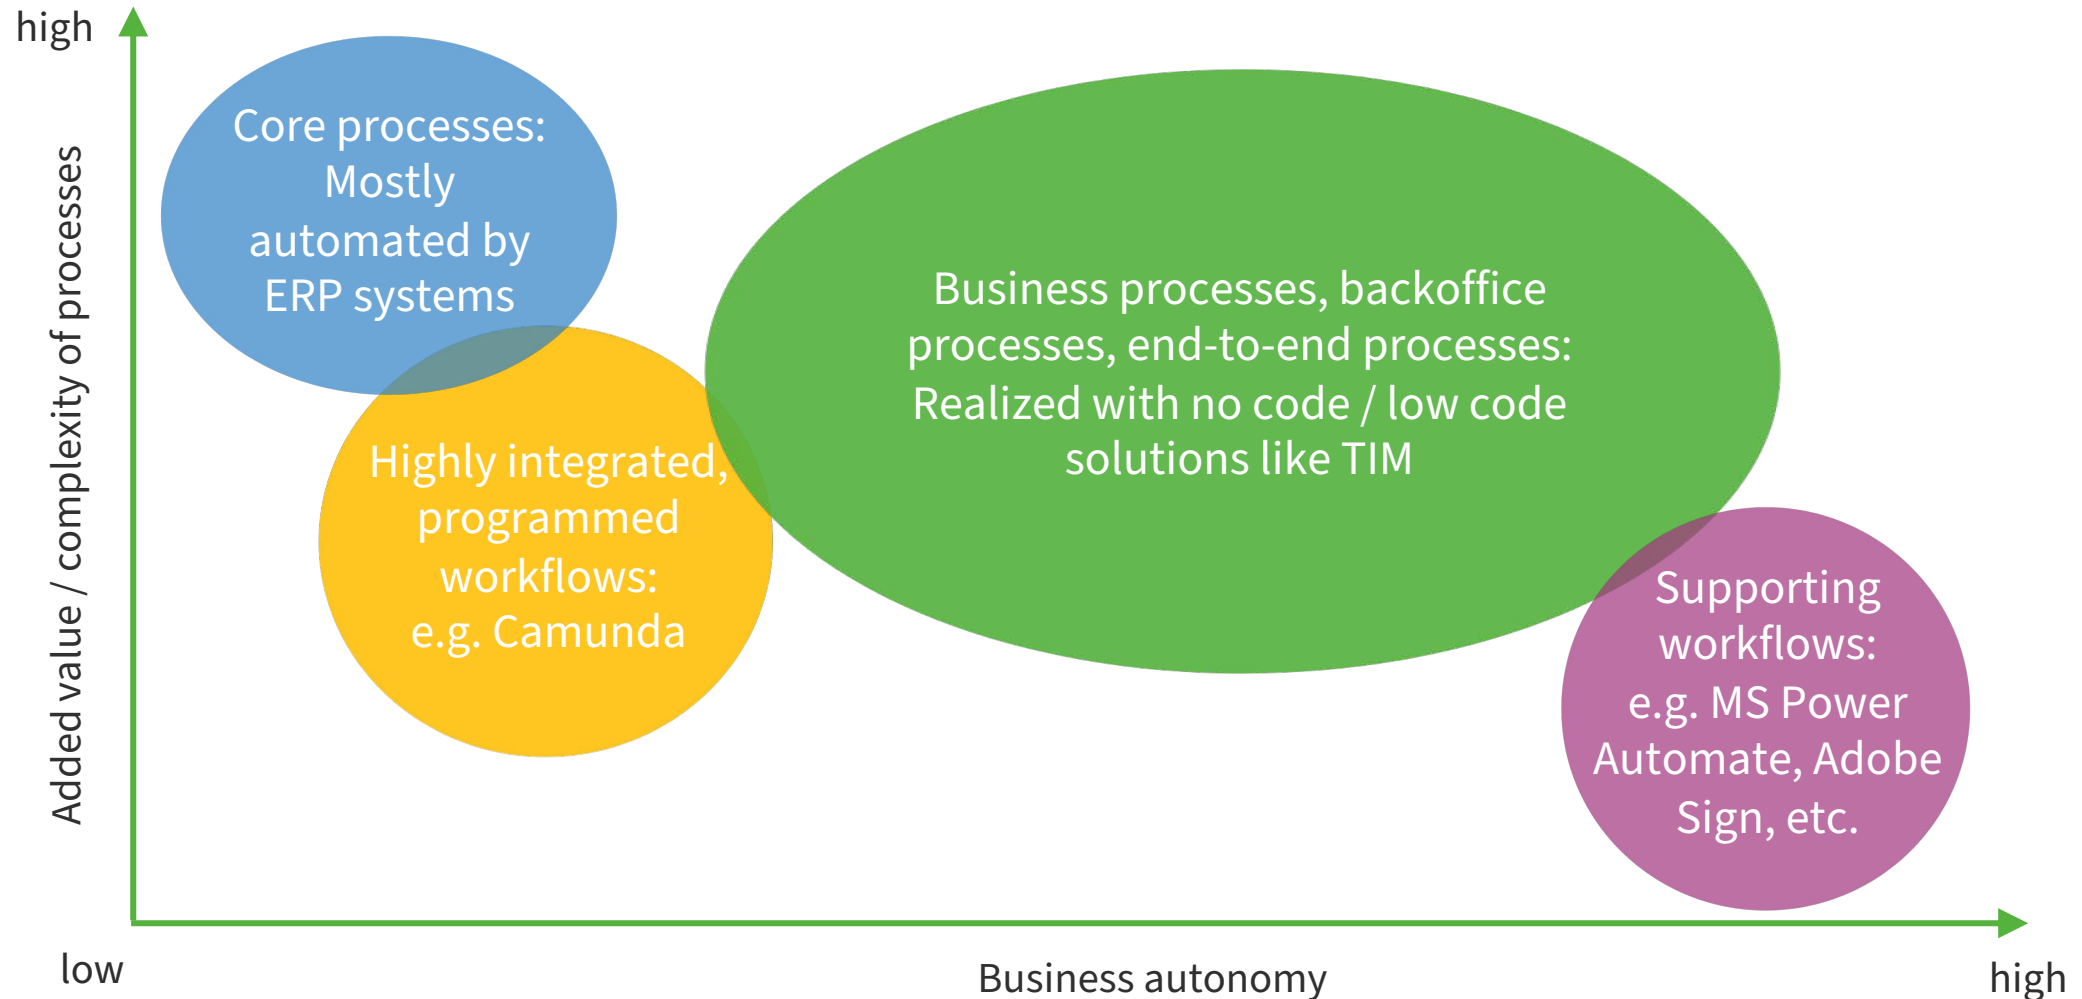 high
Added value / complexity of processes
Core processes:
Mostly
automated by
ERP systems
Highly integrated,
programmed
workflows:
e.g. Camunda
Business processes, backoffice
processes, end-to-end processes:
Realized with no code / low code
solutions like TIM
Supporting
workflows:
e.g. MS Power
Automate, Adobe
Sign, etc.
low
Business autonomy
high